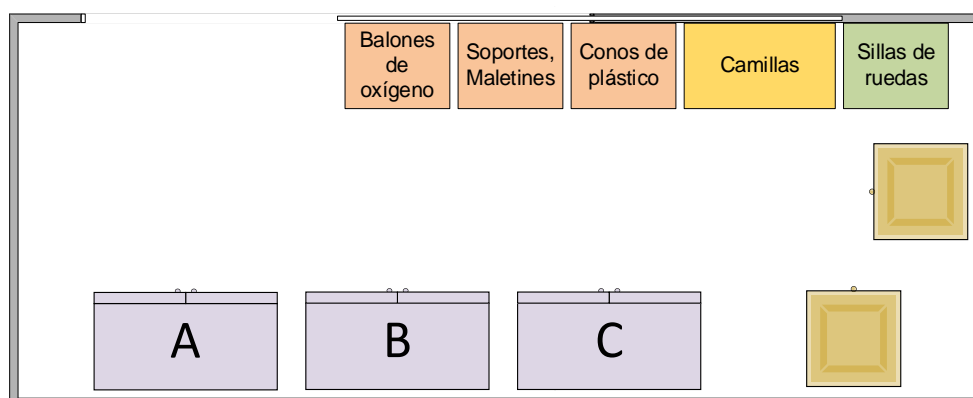 Balones
de
oxígeno
Soportes,
Maletines
Conos de
plástico
Camillas
Sillas de
ruedas
A
B
C